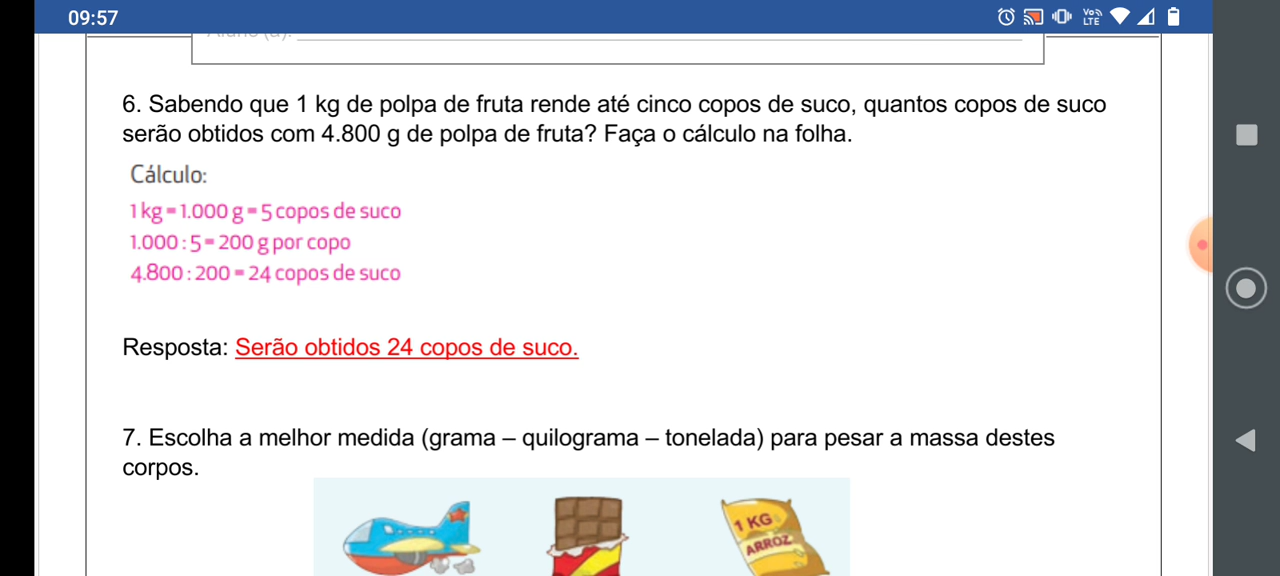 09:57
Vo
LTE
6. Sabendo que 1 kg de polpa de fruta rende até cinco copos de suco, quantos copos de suco
serão obtidos com 4.800 g de polpa de fruta? Faça o cálculo na folha.
Cálculo:
1 kg = 1.000 g = 5 copos de suco
1.000 : 5 = 200 g por copo
4.800 : 200 = 24 copos de suco
Resposta: Serão obtidos 24 copos de suco.
7. Escolha a melhor medida (grama – quilograma – tonelada) para pesar a massa destes
corpos.
1 KG
ARROZ